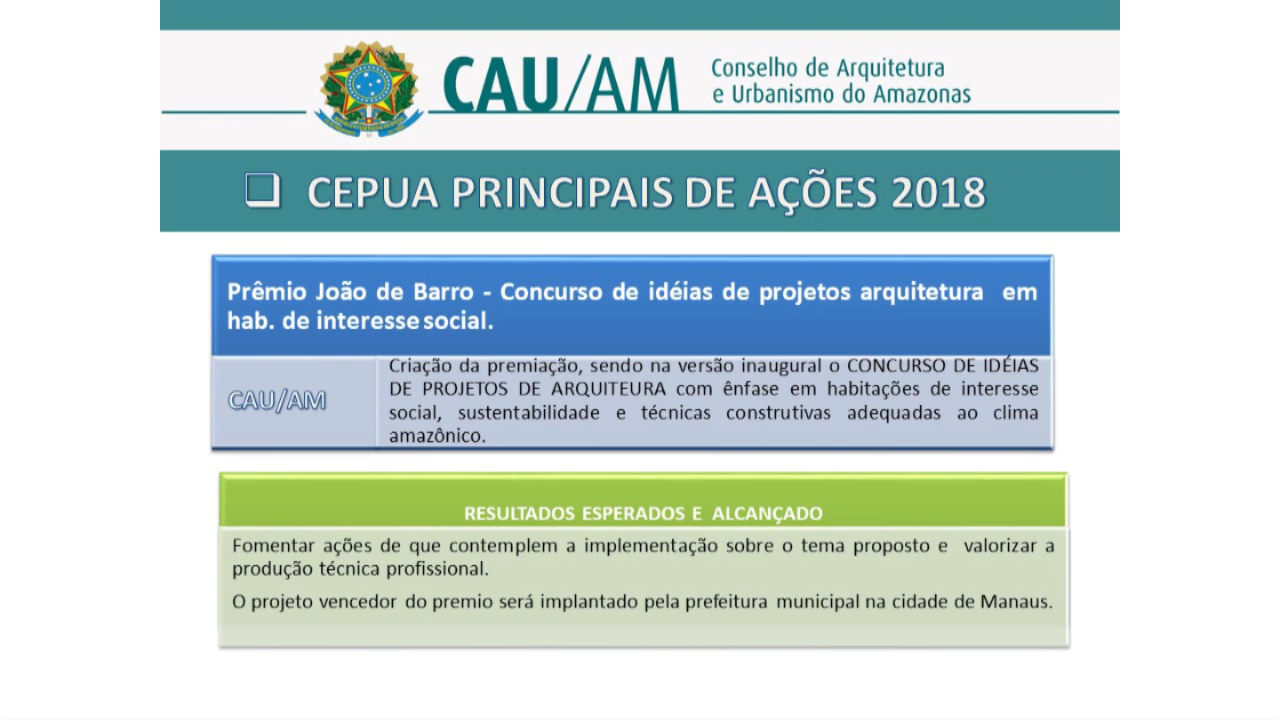 CAU/AM
Conselho de Arquitetura
e Urbanismo do Amazonas
CEPUA PRINCIPAIS DE AÇÕES 2018
Prêmio João de Barro - Concurso de idéias de projetos arquitetura em
hab. de interesse social.
CAU/AM
Criação da premiação, sendo na versão inaugural o CONCURSO DE IDÉIAS
DE PROJETOS DE ARQUITEURA com ênfase em habitações de interesse
social, sustentabilidade e técnicas construtivas adequadas ao clima
amazônico.
RESULTADOS ESPERADOS E ALCANÇADO
Fomentar ações de que contemplem a implementação sobre o tema proposto e valorizar a
produção técnica profissional.
O projeto vencedor do premio será implantado pela prefeitura municipal na cidade de Manaus.